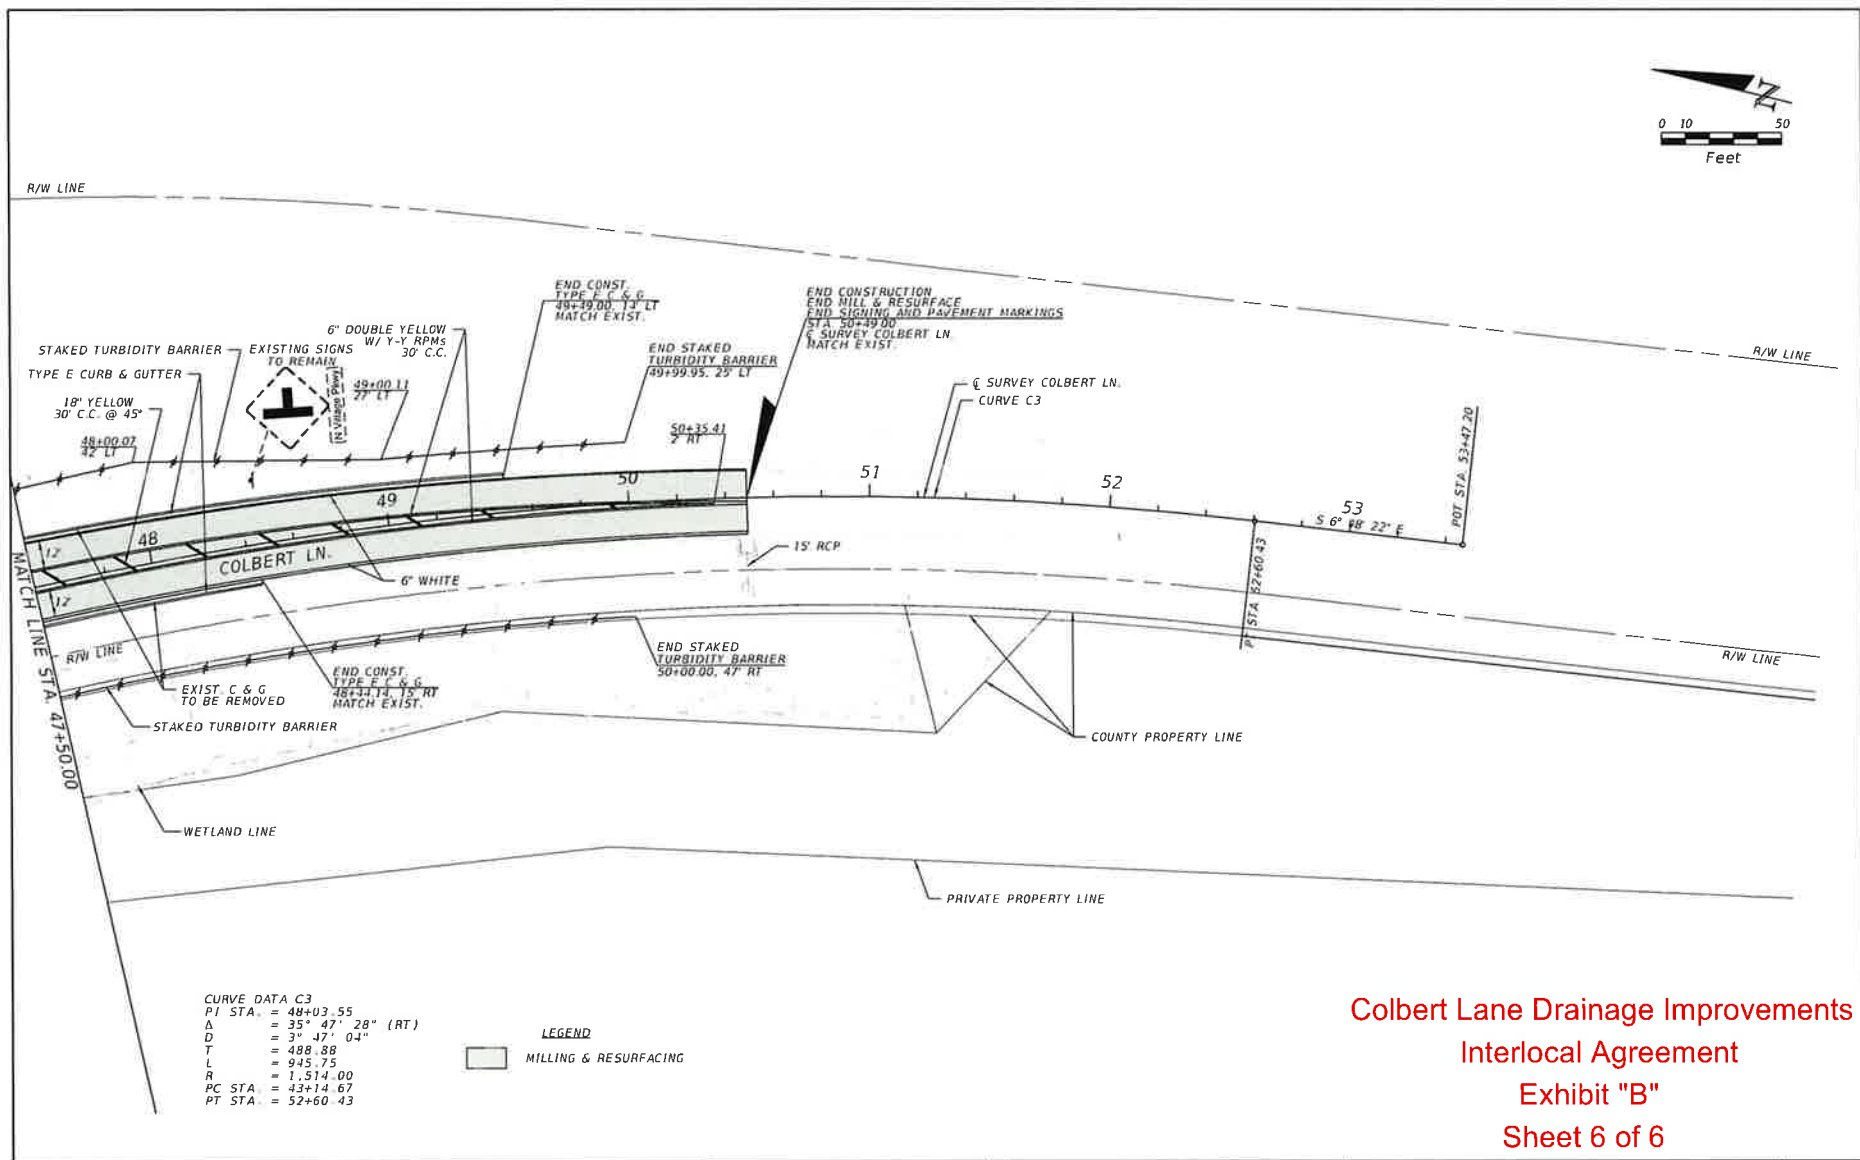 N
0 10 50
Feet
R/W LINE
R/W LINE
END CONST.
TYPE E C & G
49+49.00, 14' LT
MATCH EXIST.
END CONSTRUCTION
END MILL & RESURFACE
END SIGNING AND PAVEMENT MARKINGS
STA. 50+49.00
℄ SURVEY COLBERT LN.
MATCH EXIST.
6" DOUBLE YELLOW
W/ Y-Y RPMs
30' C.C.
STAKED TURBIDITY BARRIER
EXISTING SIGNS
TO REMAIN
N Village Pkwy
TYPE E CURB & GUTTER
END STAKED
TURBIDITY BARRIER
49+99.95, 25' LT
49+00.11
27' LT
18" YELLOW
30' C.C. @ 45°
48+00.07
42' LT
50+35.41
2' RT
℄ SURVEY COLBERT LN.
CURVE C3
48
49
50
51
52
53
S 6° 8' 22" E
POT STA. 53+47.20
PT STA. 52+60.43
12'
12'
COLBERT LN.
6" WHITE
15' RCP
MATCH LINE STA. 47+50.00
R/W LINE
R/W LINE
EXIST. C & G
TO BE REMOVED
END CONST.
TYPE E C & G
48+44.14, 15' RT
MATCH EXIST.
END STAKED
TURBIDITY BARRIER
50+00.00, 47' RT
STAKED TURBIDITY BARRIER
COUNTY PROPERTY LINE
WETLAND LINE
PRIVATE PROPERTY LINE
CURVE DATA C3
PI STA. = 48+03.55
Δ = 35° 47' 28" (RT)
D = 3° 47' 04"
T = 488.88
L = 945.75
R = 1,514.00
PC STA. = 43+14.67
PT STA. = 52+60.43
LEGEND
MILLING & RESURFACING
Colbert Lane Drainage Improvements
Interlocal Agreement
Exhibit "B"
Sheet 6 of 6